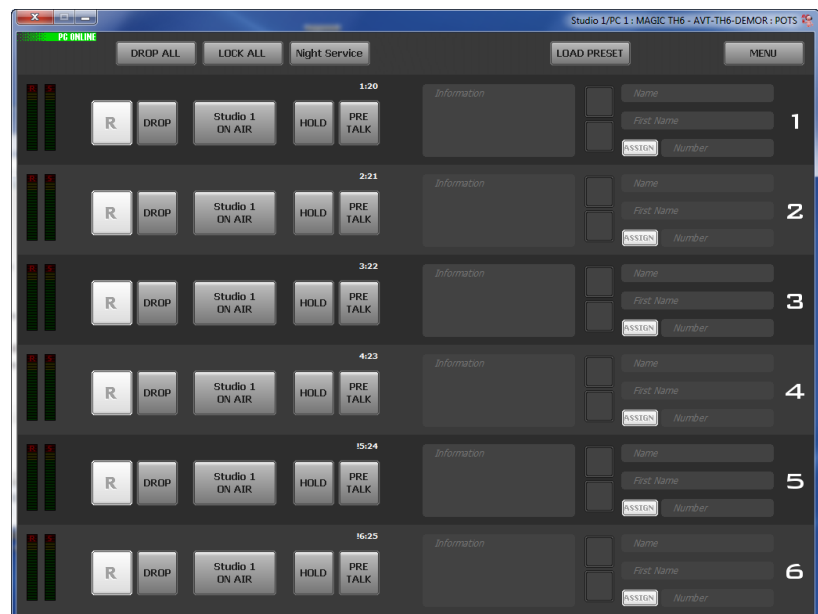 Studio 1/PC 1 : MAGIC TH6 - AVT-TH6-DEMOR : POTS
PC ONLINE
DROP ALL LOCK ALL Night Service LOAD PRESET MENU
1:20
R S
Information
Name
R DROP Studio 1 ON AIR HOLD PRE TALK
First Name
1
ASSIGN Number
2:21
R S
Information
Name
R DROP Studio 1 ON AIR HOLD PRE TALK
First Name
2
ASSIGN Number
3:22
R S
Information
Name
R DROP Studio 1 ON AIR HOLD PRE TALK
First Name
3
ASSIGN Number
4:23
R S
Information
Name
R DROP Studio 1 ON AIR HOLD PRE TALK
First Name
4
ASSIGN Number
!5:24
R S
Information
Name
R DROP Studio 1 ON AIR HOLD PRE TALK
First Name
5
ASSIGN Number
!6:25
R S
Information
Name
R DROP Studio 1 ON AIR HOLD PRE TALK
First Name
6
ASSIGN Number